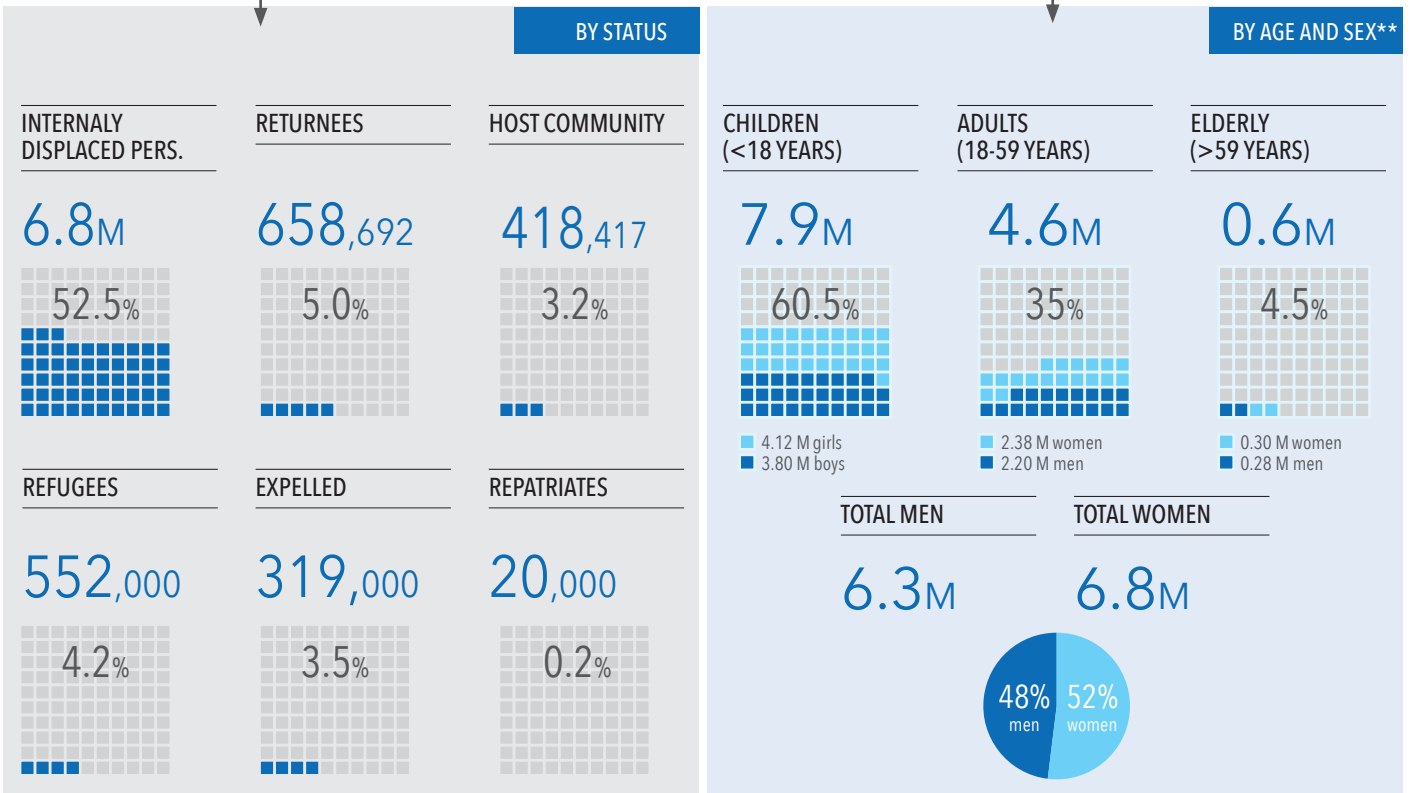 BY STATUS
INTERNALY
DISPLACED PERS.
6.8M
52.5%
RETURNEES
658,692
5.0%
HOST COMMUNITY
418,417
3.2%
REFUGEES
552,000
4.2%
EXPELLED
319,000
3.5%
REPATRIATES
20,000
0.2%
BY AGE AND SEX**
CHILDREN
(<18 YEARS)
7.9M
60.5%
4.12 M girls
3.80 M boys
ADULTS
(18-59 YEARS)
4.6M
35%
2.38 M women
2.20 M men
ELDERLY
(>59 YEARS)
0.6M
4.5%
0.30 M women
0.28 M men
TOTAL MEN
6.3M
TOTAL WOMEN
6.8M
48%
men
52%
women